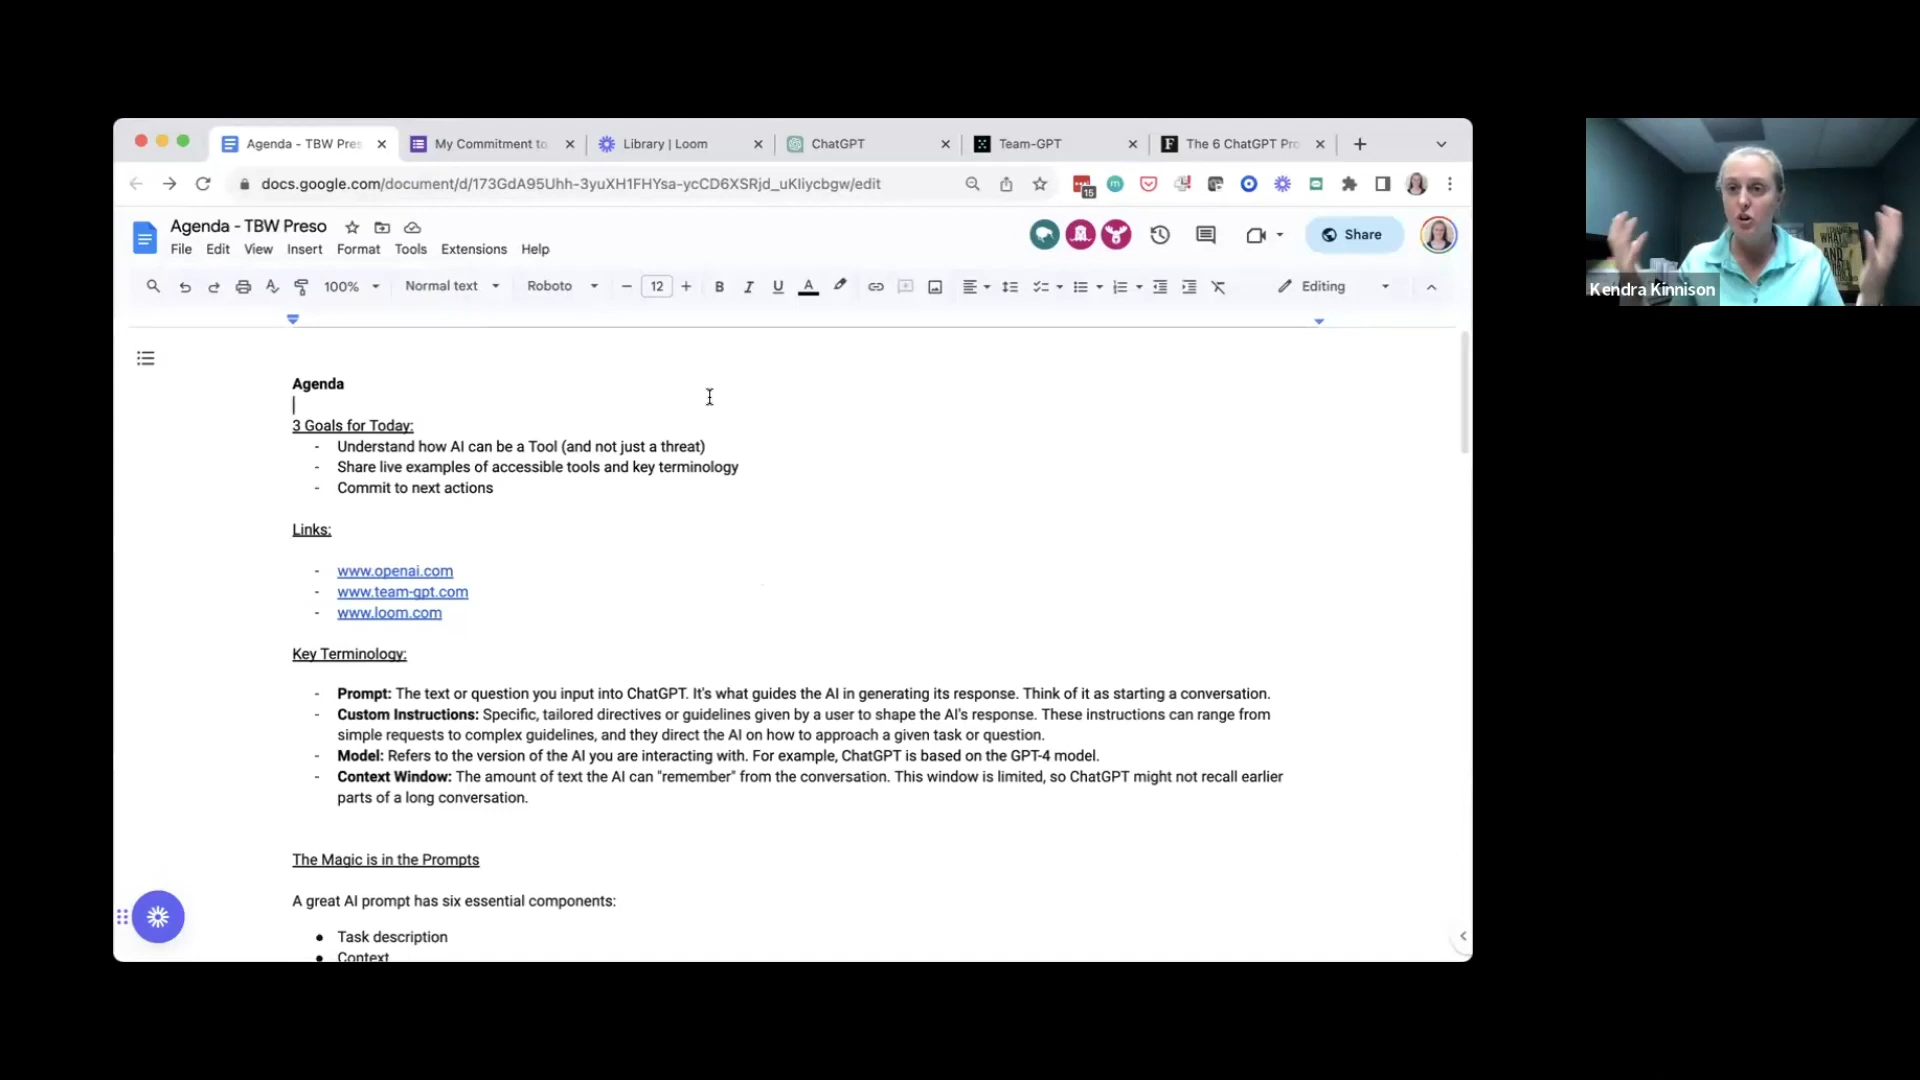 Agenda - TBW Pres
My Commitment to
Library | Loom
ChatGPT
Team-GPT
The 6 ChatGPT Pro
docs.google.com/document/d/173GdA95Uhh-3yuXH1FHYsa-ycCD6XSRjd_uKliycbgw/edit
15
Agenda - TBW Preso
File Edit View Insert Format Tools Extensions Help
Share
100% Normal text Roboto 12 Editing
Kendra Kinnison
Agenda
3 Goals for Today:
- Understand how AI can be a Tool (and not just a threat)
- Share live examples of accessible tools and key terminology
- Commit to next actions
Links:
- www.openai.com
- www.team-gpt.com
- www.loom.com
Key Terminology:
- Prompt: The text or question you input into ChatGPT. It's what guides the AI in generating its response. Think of it as starting a conversation.
- Custom Instructions: Specific, tailored directives or guidelines given by a user to shape the AI's response. These instructions can range from
simple requests to complex guidelines, and they direct the AI on how to approach a given task or question.
- Model: Refers to the version of the AI you are interacting with. For example, ChatGPT is based on the GPT-4 model.
- Context Window: The amount of text the AI can "remember" from the conversation. This window is limited, so ChatGPT might not recall earlier
parts of a long conversation.
The Magic is in the Prompts
A great AI prompt has six essential components:
● Task description
● Context